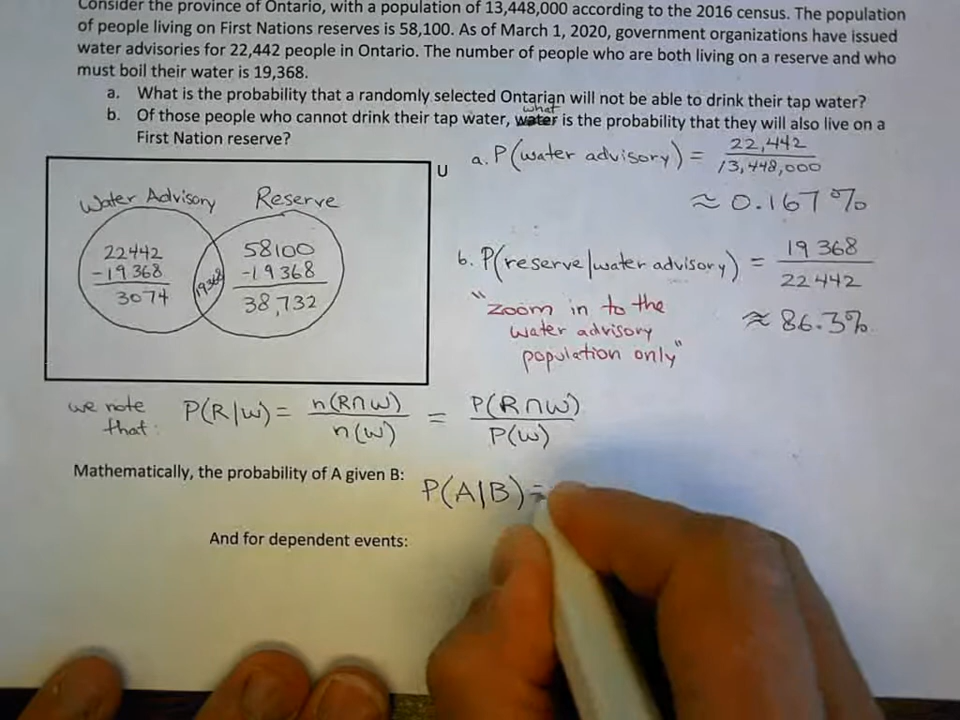 Consider the province of Ontario, with a population of 13,448,000 according to the 2016 census. The population
of people living on First Nations reserves is 58,100. As of March 1, 2020, government organizations have issued
water advisories for 22,442 people in Ontario. The number of people who are both living on a reserve and who
must boil their water is 19,368.
a. What is the probability that a randomly selected Ontarian will not be able to drink their tap water?
what
b. Of those people who cannot drink their tap water, water is the probability that they will also live on a
First Nation reserve?
U
Water Advisory Reserve
22442
-19368
3074
19368
58100
-19368
38,732
a. P(water advisory) = 22,442 / 13,448,000
≈ 0.167%
b. P(reserve|water advisory) = 19 368 / 22 442
≈ 86.3%
"zoom in to the
water advisory
population only"
we note
that:
P(R|W) = n(R∩W) / n(W) = P(R∩W) / P(W)
Mathematically, the probability of A given B: P(A|B) =
And for dependent events: